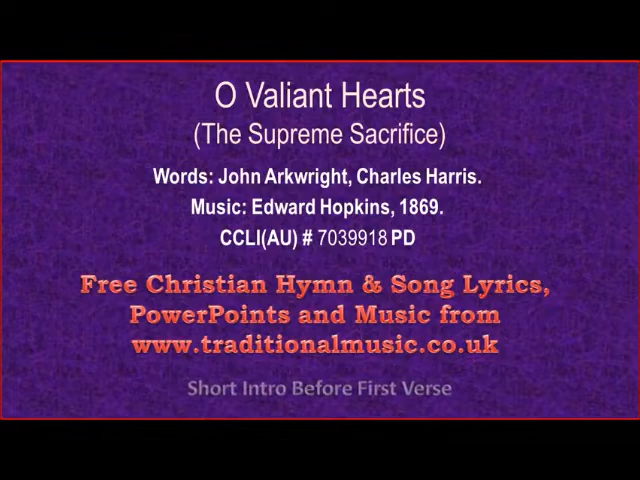 O Valiant Hearts
(The Supreme Sacrifice)
Words: John Arkwright, Charles Harris.
Music: Edward Hopkins, 1869.
CCLI(AU) # 7039918 PD
Free Christian Hymn & Song Lyrics,
PowerPoints and Music from
www.traditionalmusic.co.uk
Short Intro Before First Verse